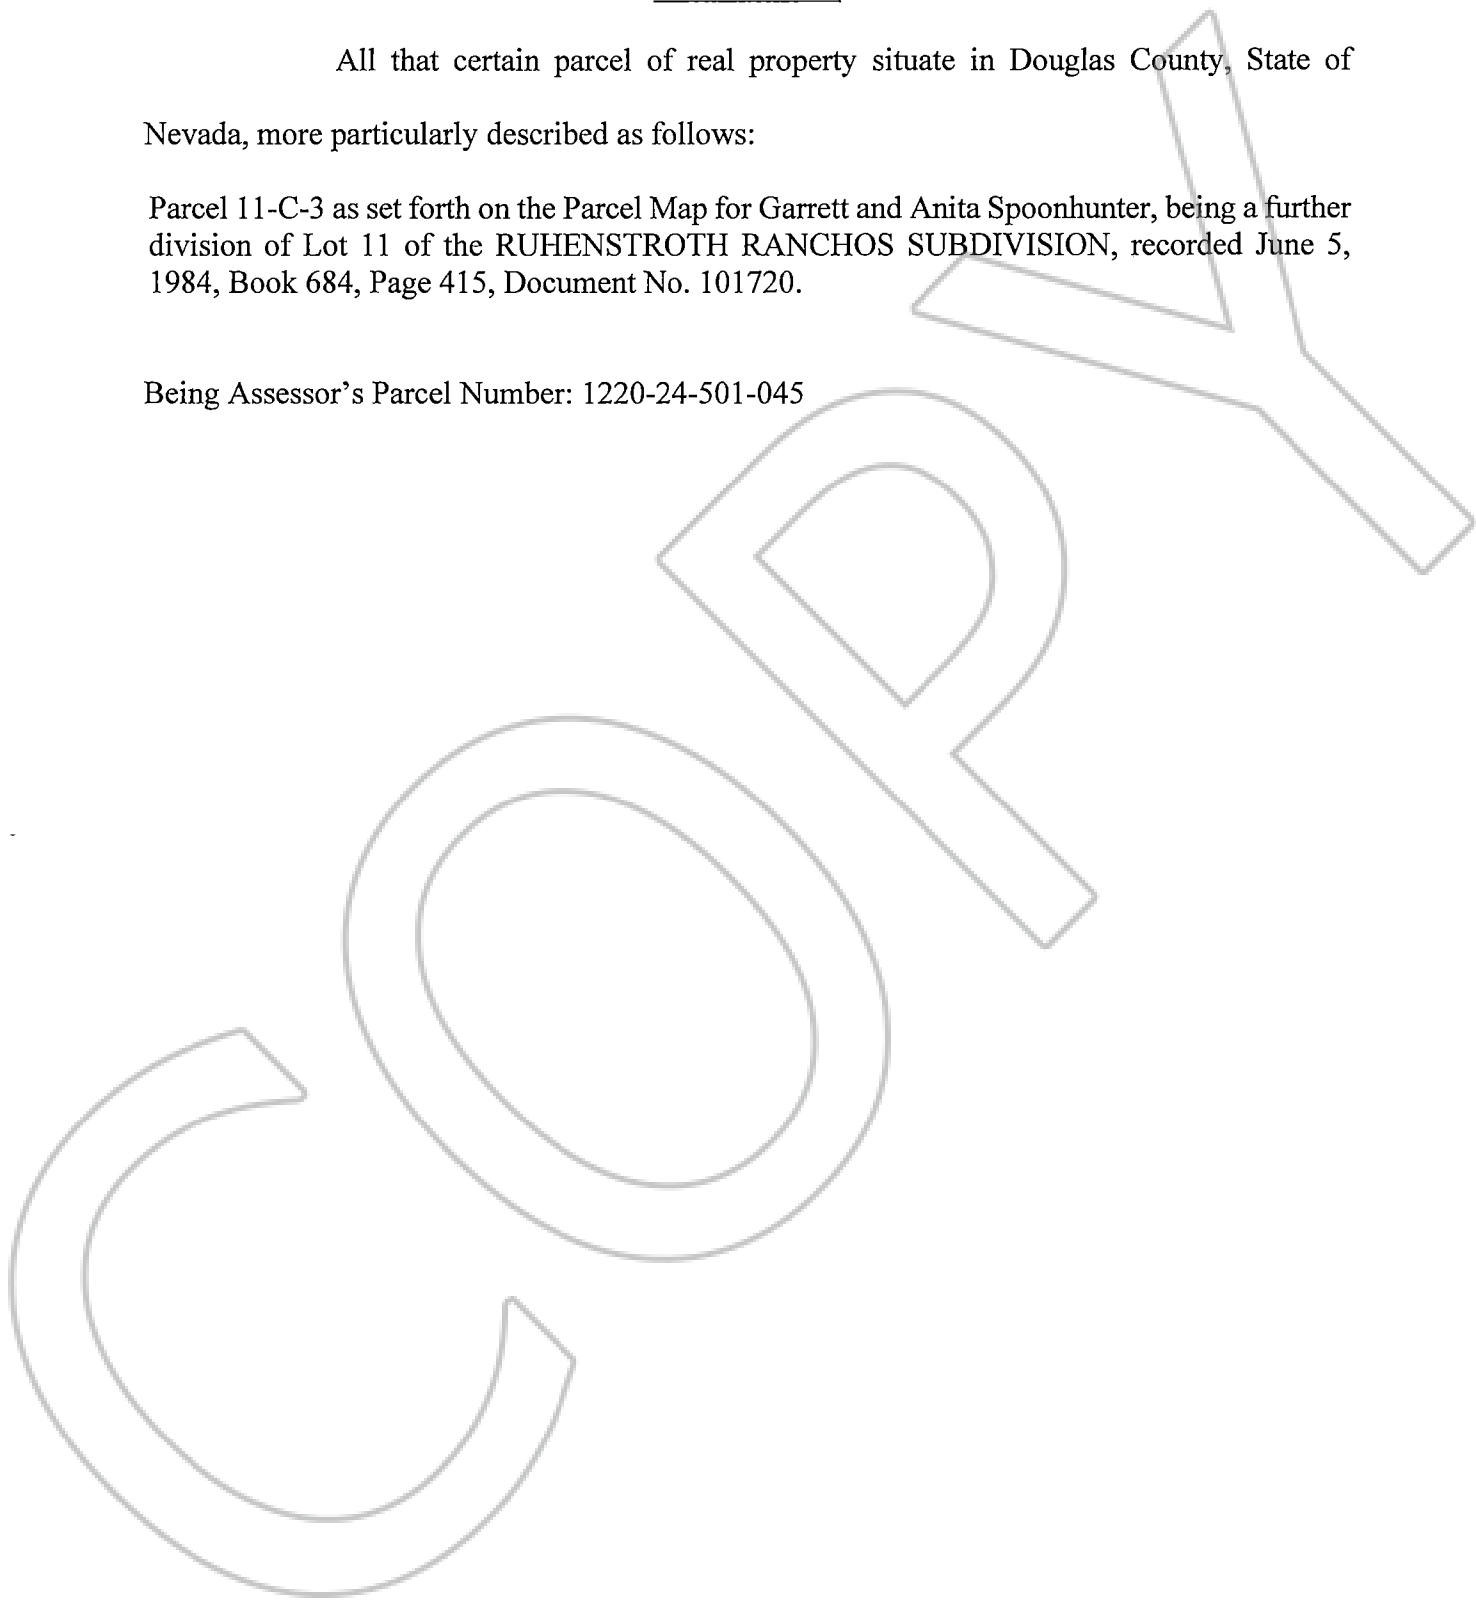 All that certain parcel of real property situate in Douglas County, State of
Nevada, more particularly described as follows:
Parcel 11-C-3 as set forth on the Parcel Map for Garrett and Anita Spoonhunter, being a further
division of Lot 11 of the RUHENSTROTH RANCHOS SUBDIVISION, recorded June 5,
1984, Book 684, Page 415, Document No. 101720.
Being Assessor’s Parcel Number: 1220-24-501-045
COPY